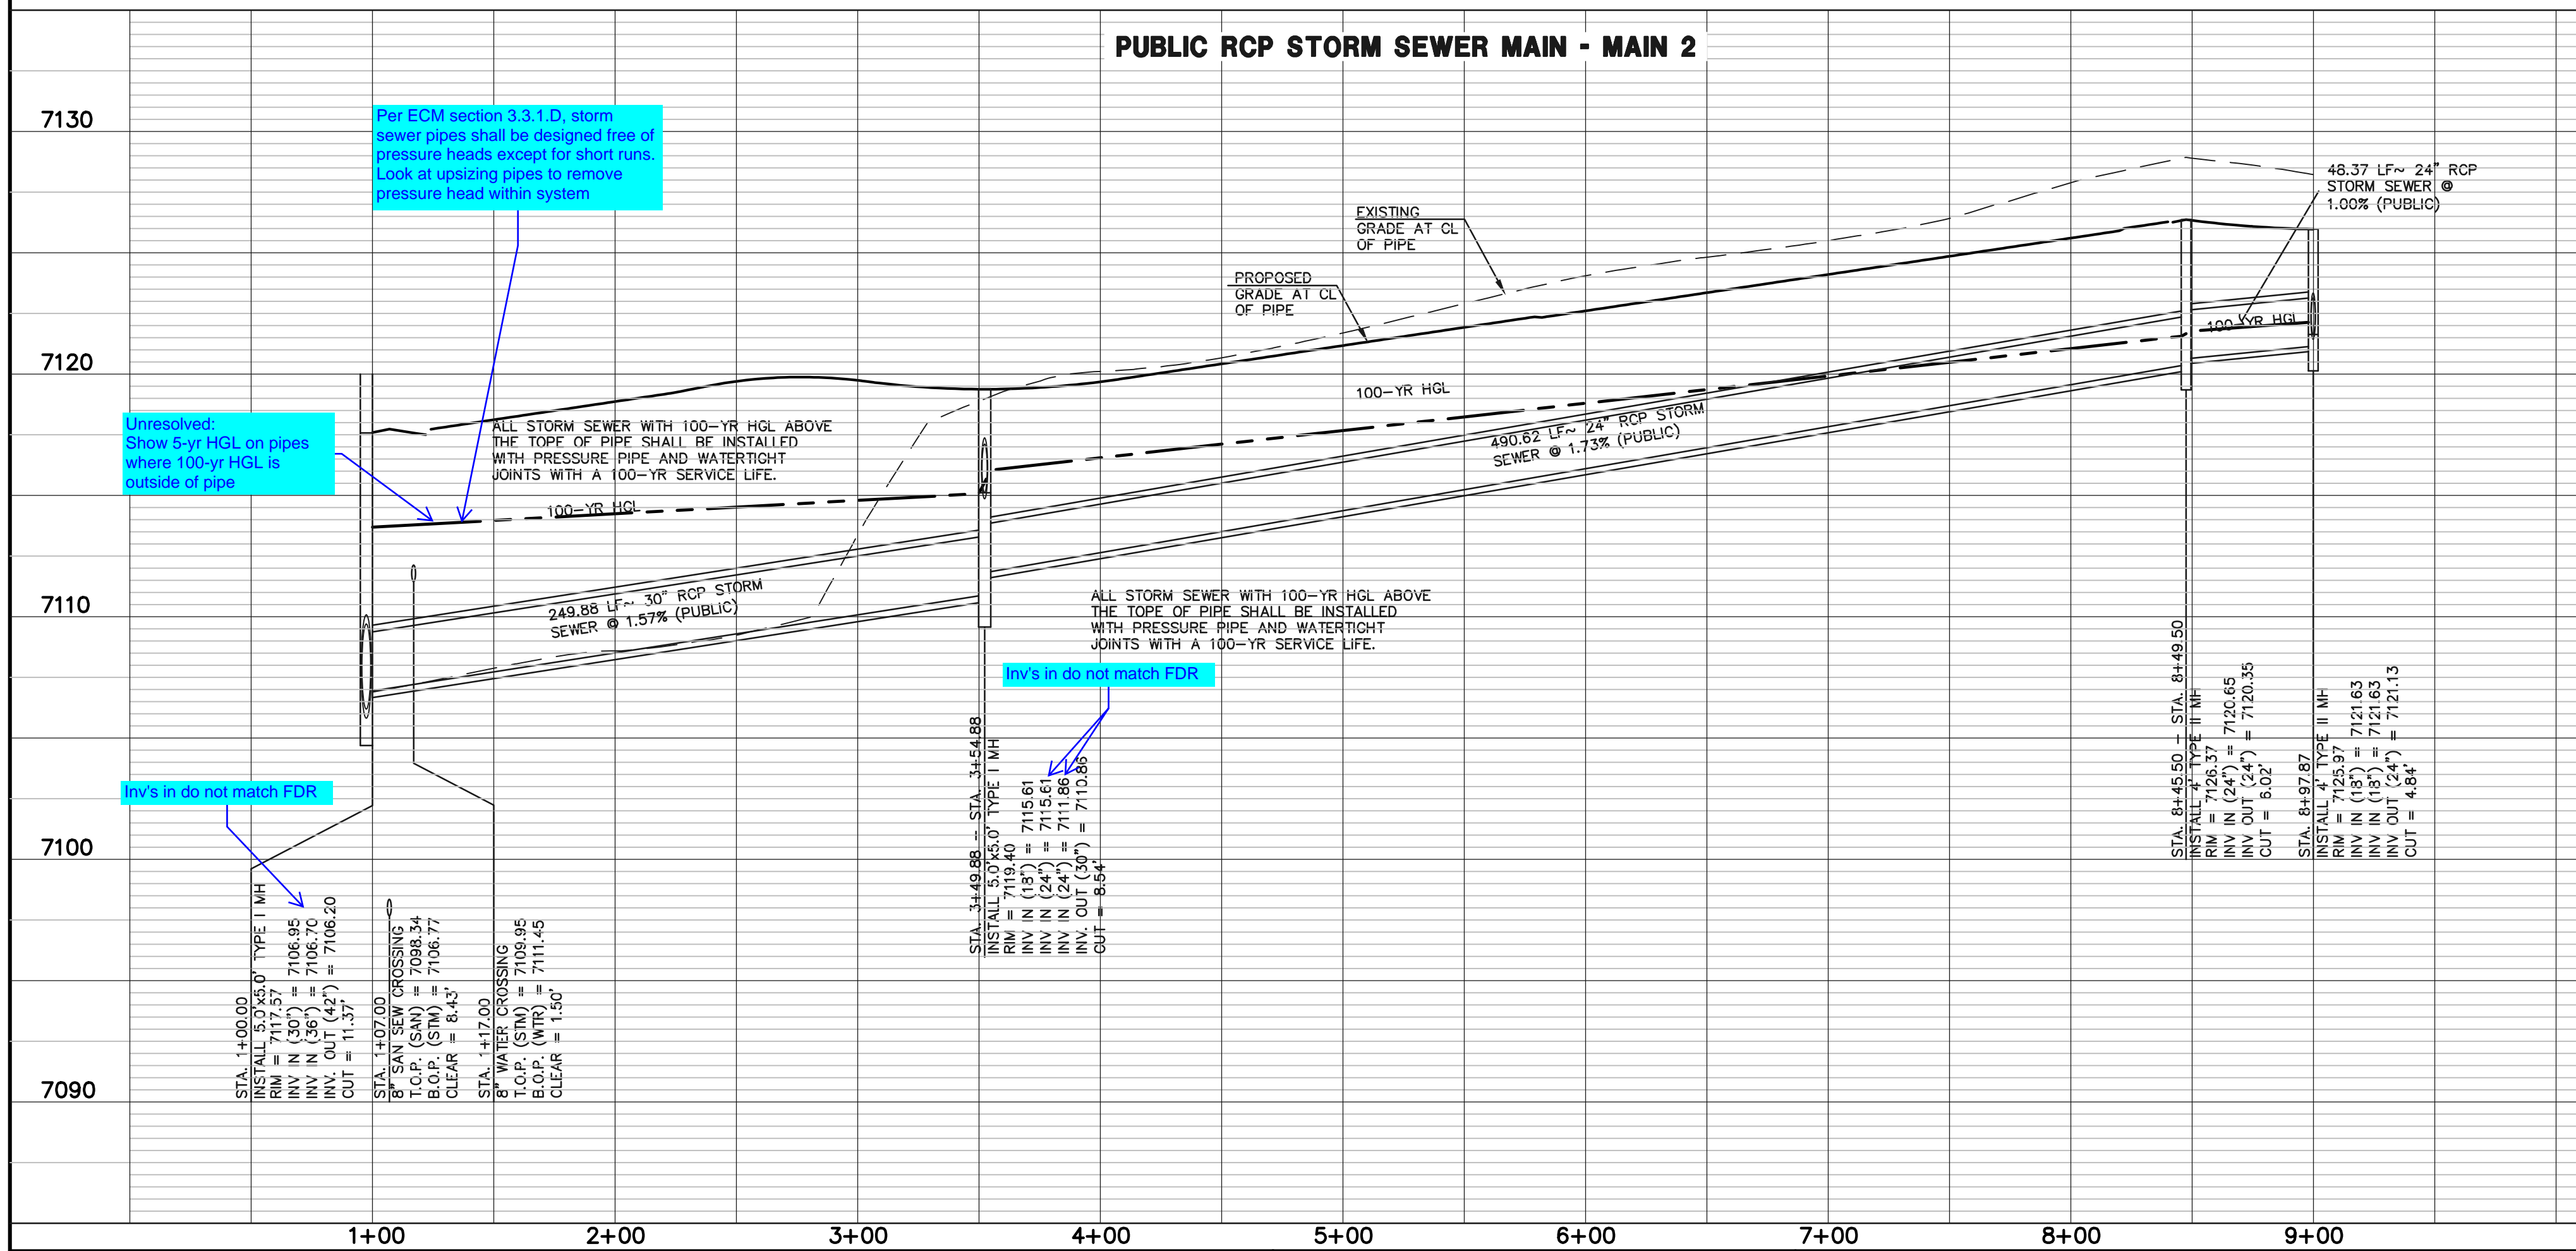 PUBLIC RCP STORM SEWER MAIN - MAIN 2
7130
7120
7110
7100
7090
Per ECM section 3.3.1.D, storm
sewer pipes shall be designed free of
pressure heads except for short runs.
Look at upsizing pipes to remove
pressure head within system
Unresolved:
Show 5-yr HGL on pipes
where 100-yr HGL is
outside of pipe
ALL STORM SEWER WITH 100-YR HGL ABOVE
THE TOPE OF PIPE SHALL BE INSTALLED
WITH PRESSURE PIPE AND WATERTIGHT
JOINTS WITH A 100-YR SERVICE LIFE.
100-YR HGL
249.88 LF~ 30" RCP STORM
SEWER @ 1.57% (PUBLIC)
EXISTING
GRADE AT CL
OF PIPE
PROPOSED
GRADE AT CL
OF PIPE
100-YR HGL
490.62 LF~ 24" RCP STORM
SEWER @ 1.73% (PUBLIC)
48.37 LF~ 24" RCP
STORM SEWER @
1.00% (PUBLIC)
100-YR HGL
ALL STORM SEWER WITH 100-YR HGL ABOVE
THE TOPE OF PIPE SHALL BE INSTALLED
WITH PRESSURE PIPE AND WATERTIGHT
JOINTS WITH A 100-YR SERVICE LIFE.
Inv's in do not match FDR
Inv's in do not match FDR
STA. 1+00.00
INSTALL 5.0'x5.0' TYPE I MH
RIM = 7117.57
INV IN (30") = 7106.95
INV IN (36") = 7106.70
INV. OUT (42") = 7106.20
CUT = 11.37'
STA. 1+07.00
8" SAN SEW CROSSING
T.O.P. (SAN) = 7098.34
B.O.P. (STM) = 7106.77
CLEAR = 8.43'
STA. 1+17.00
8" WATER CROSSING
T.O.P. (STM) = 7109.95
B.O.P. (WTR) = 7111.45
CLEAR = 1.50'
STA. 3+49.88 - STA. 3+54.88
INSTALL 5.0'x5.0' TYPE I MH
RIM = 7119.40
INV IN (18") = 7115.61
INV IN (24") = 7115.61
INV IN (24") = 7111.86
INV. OUT (30") = 7110.86
CUT = 8.54'
STA. 8+45.50 - STA. 8+49.50
INSTALL 4' TYPE II MH
RIM = 7126.37
INV IN (24") = 7120.65
INV OUT (24") = 7120.35
CUT = 6.02'
STA. 8+97.87
INSTALL 4' TYPE II MH
RIM = 7125.97
INV IN (18") = 7121.63
INV IN (18") = 7121.63
INV OUT (24") = 7121.13
CUT = 4.84'
1+00 2+00 3+00 4+00 5+00 6+00 7+00 8+00 9+00